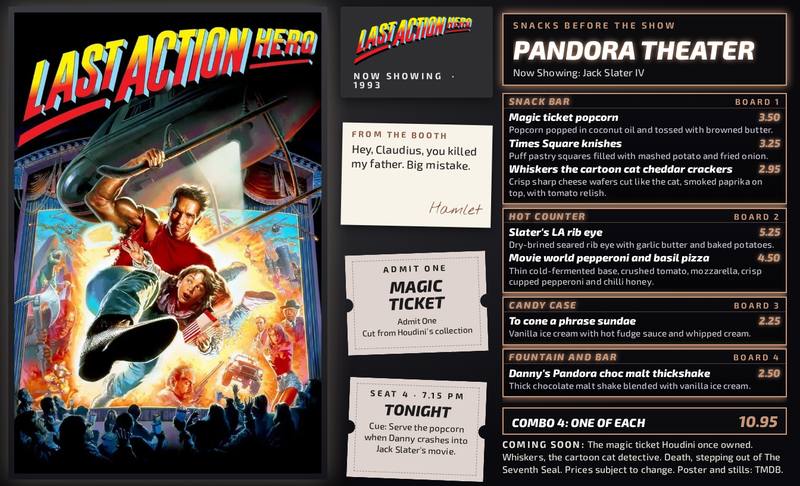 LAST ACTION HERO
LAST ACTION HERO
NOW SHOWING ·
1993
FROM THE BOOTH
Hey, Claudius, you killed
my father. Big mistake.
Hamlet
ADMIT ONE
MAGIC
TICKET
Admit One
Cut from Houdini's collection
SEAT 4 · 7.15 PM
TONIGHT
Cue: Serve the popcorn
when Danny crashes into
Jack Slater's movie.
SNACKS BEFORE THE SHOW
PANDORA THEATER
Now Showing: Jack Slater IV
SNACK BAR BOARD 1
Magic ticket popcorn 3.50
Popcorn popped in coconut oil and tossed with browned butter.
Times Square knishes 3.25
Puff pastry squares filled with mashed potato and fried onion.
Whiskers the cartoon cat cheddar crackers 2.95
Crisp sharp cheese wafers cut like the cat, smoked paprika on
top, with tomato relish.
HOT COUNTER BOARD 2
Slater's LA rib eye 5.25
Dry-brined seared rib eye with garlic butter and baked potatoes.
Movie world pepperoni and basil pizza 4.50
Thin cold-fermented base, crushed tomato, mozzarella, crisp
cupped pepperoni and chilli honey.
CANDY CASE BOARD 3
To cone a phrase sundae 2.25
Vanilla ice cream with hot fudge sauce and whipped cream.
FOUNTAIN AND BAR BOARD 4
Danny's Pandora choc malt thickshake 2.50
Thick chocolate malt shake blended with vanilla ice cream.
COMBO 4: ONE OF EACH 10.95
COMING SOON: The magic ticket Houdini once owned.
Whiskers, the cartoon cat detective. Death, stepping out of The
Seventh Seal. Prices subject to change. Poster and stills: TMDB.